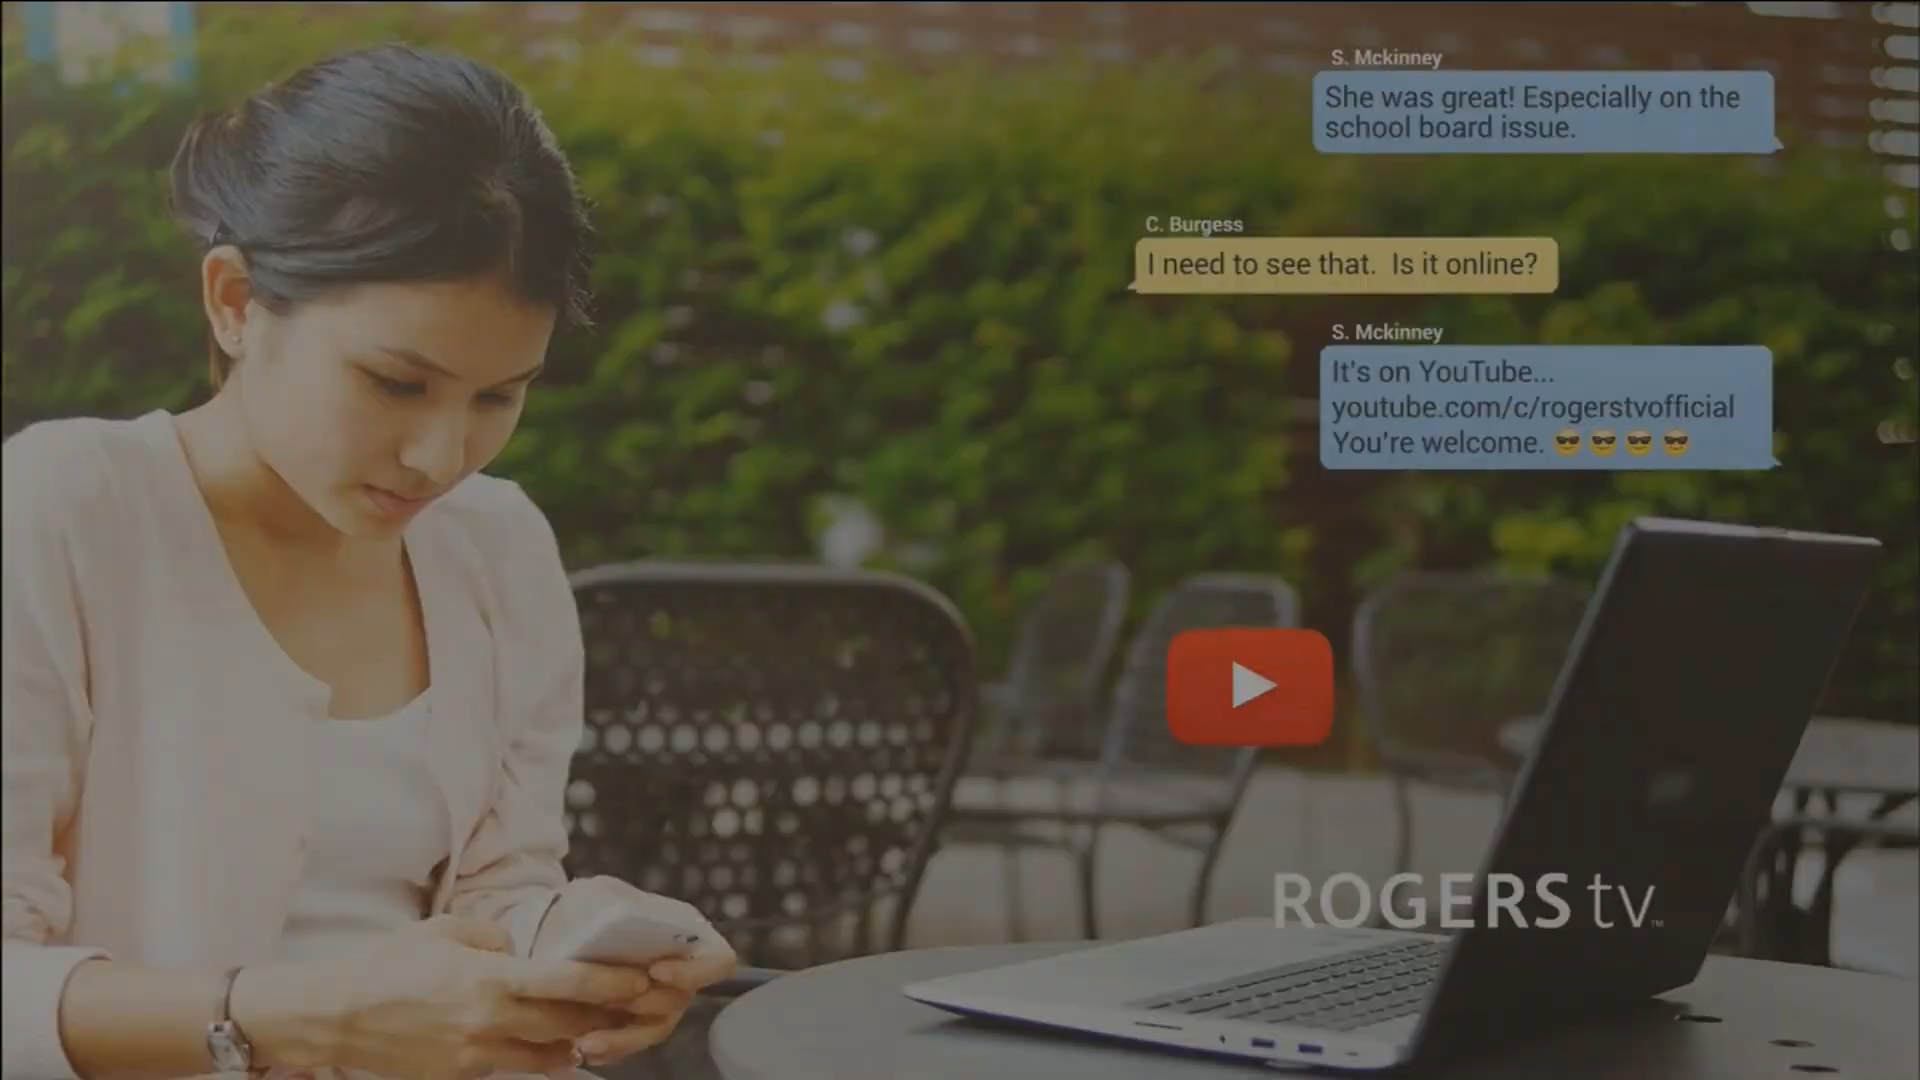 S. Mckinney
She was great! Especially on the
school board issue.
C. Burgess
I need to see that.  Is it online?
S. Mckinney
It's on YouTube...
youtube.com/c/rogerstvofficial
You're welcome. 😎 😎 😎 😎
ROGERS tv™